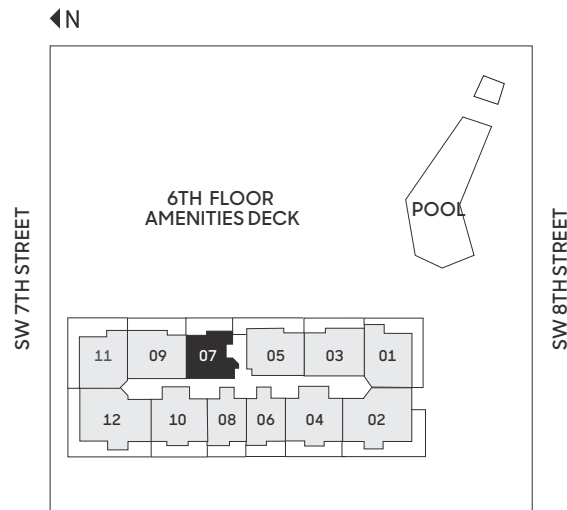 N
6TH FLOOR
AMENITIES DECK
POOL
SW 7TH STREET
SW 8TH STREET
11
09
07
05
03
01
12
10
08
06
04
02